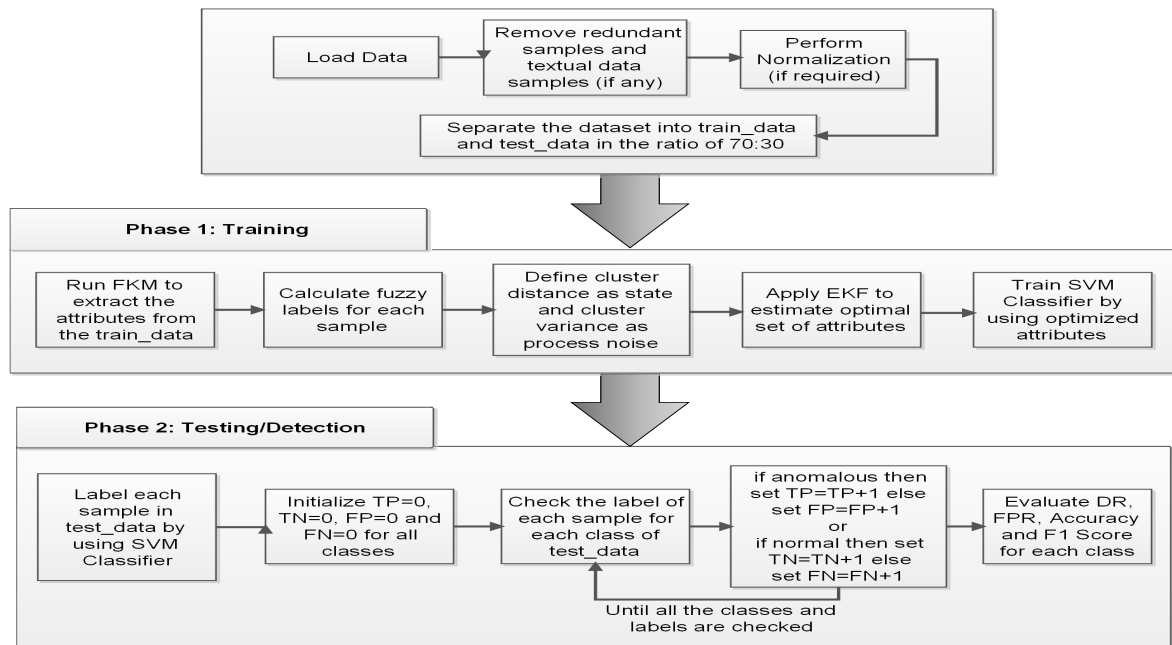 Load Data
Remove redundant
samples and
textual data
samples (if any)
Perform
Normalization
(if required)
Separate the dataset into train_data
and test_data in the ratio of 70:30
Phase 1: Training
Run FKM to
extract the
attributes from
the train_data
Calculate fuzzy
labels for each
sample
Define cluster
distance as state
and cluster
variance as
process noise
Apply EKF to
estimate optimal
set of attributes
Train SVM
Classifier by
using optimized
attributes
Phase 2: Testing/Detection
Label each
sample in
test_data by
using SVM
Classifier
Initialize TP=0,
TN=0, FP=0 and
FN=0 for all
classes
Check the label of
each sample for
each class of
test_data
if anomalous then
set TP=TP+1 else
set FP=FP+1
or
if normal then set
TN=TN+1 else
set FN=FN+1
Evaluate DR,
FPR, Accuracy
and F1 Score
for each class
Until all the classes and
labels are checked